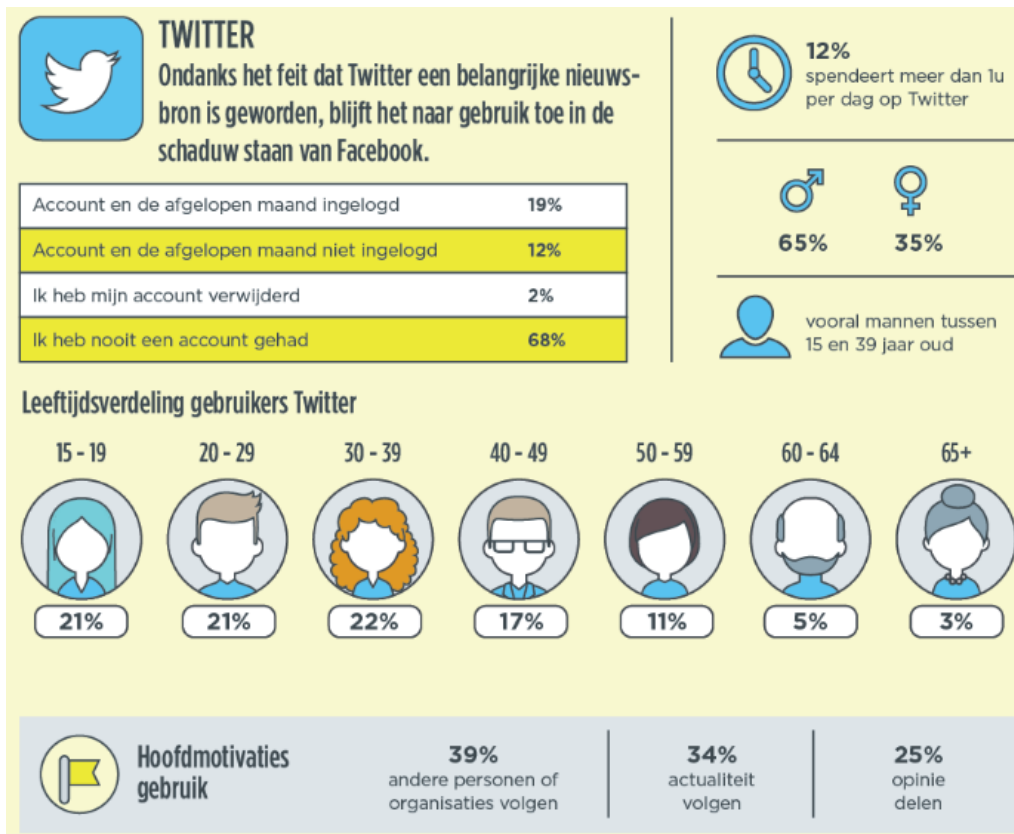 TWITTER
Ondanks het feit dat Twitter een belangrijke nieuws-
bron is geworden, blijft het naar gebruik toe in de
schaduw staan van Facebook.
Account en de afgelopen maand ingelogd 19%
Account en de afgelopen maand niet ingelogd 12%
Ik heb mijn account verwijderd 2%
Ik heb nooit een account gehad 68%
12%
spendeert meer dan 1u
per dag op Twitter
65% 35%
vooral mannen tussen
15 en 39 jaar oud
Leeftijdsverdeling gebruikers Twitter
15 - 19 20 - 29 30 - 39 40 - 49 50 - 59 60 - 64 65+
21% 21% 22% 17% 11% 5% 3%
Hoofdmotivaties
gebruik
39%
andere personen of
organisaties volgen
34%
actualiteit
volgen
25%
opinie
delen